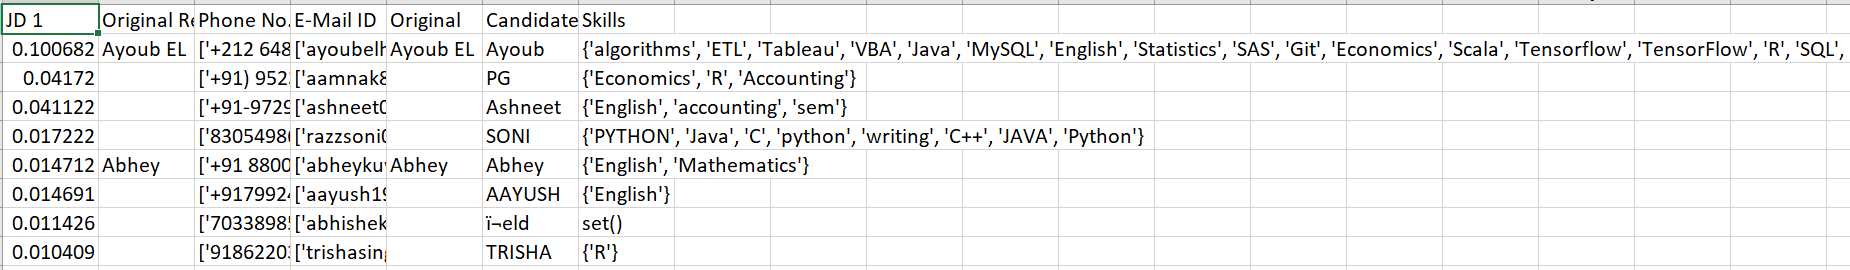 JD 1 Original Re Phone No. E-Mail ID Original Candidate Skills
0.100682 Ayoub EL ['+212 648 ['ayoubelh Ayoub EL Ayoub {'algorithms', 'ETL', 'Tableau', 'VBA', 'Java', 'MySQL', 'English', 'Statistics', 'SAS', 'Git', 'Economics', 'Scala', 'Tensorflow', 'TensorFlow', 'R', 'SQL',
0.04172 ['+91) 952 ['aamnak8 PG {'Economics', 'R', 'Accounting'}
0.041122 ['+91-9729 ['ashneet0 Ashneet {'English', 'accounting', 'sem'}
0.017222 ['8305498 ['razzsoni SONI {'PYTHON', 'Java', 'C', 'python', 'writing', 'C++', 'JAVA', 'Python'}
0.014712 Abhey ['+91 8800 ['abheyku Abhey Abhey {'English', 'Mathematics'}
0.014691 ['+917992 ['aayush19 AAYUSH {'English'}
0.011426 ['7033898 ['abhishek ï¬eld set()
0.010409 ['9186220 ['trishasin TRISHA {'R'}